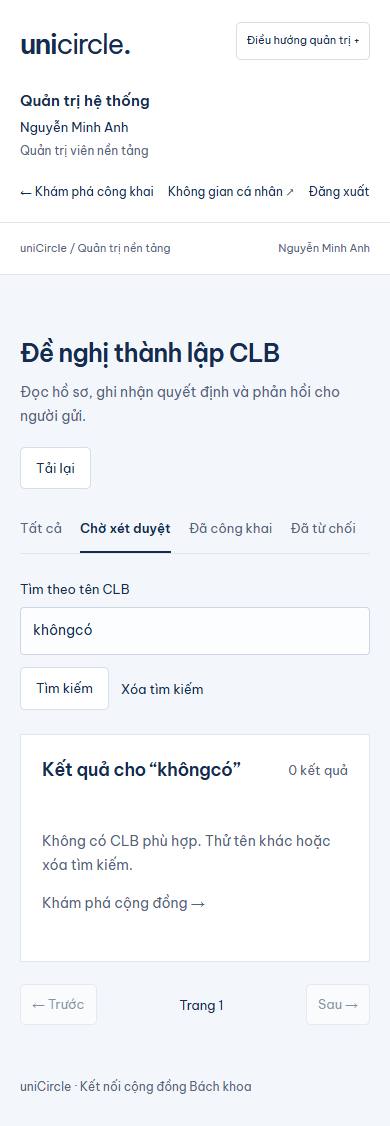 unicircle.
Điều hướng quản trị +
Quản trị hệ thống
Nguyễn Minh Anh
Quản trị viên nền tảng
← Khám phá công khai Không gian cá nhân ↗ Đăng xuất
uniCircle / Quản trị nền tảng Nguyễn Minh Anh
Đề nghị thành lập CLB
Đọc hồ sơ, ghi nhận quyết định và phản hồi cho
người gửi.
Tải lại
Tất cả Chờ xét duyệt Đã công khai Đã từ chối
Tìm theo tên CLB
khôngcó
Tìm kiếm Xóa tìm kiếm
Kết quả cho “khôngcó” 0 kết quả
Không có CLB phù hợp. Thử tên khác hoặc
xóa tìm kiếm.
Khám phá cộng đồng →
← Trước Trang 1 Sau →
uniCircle · Kết nối cộng đồng Bách khoa